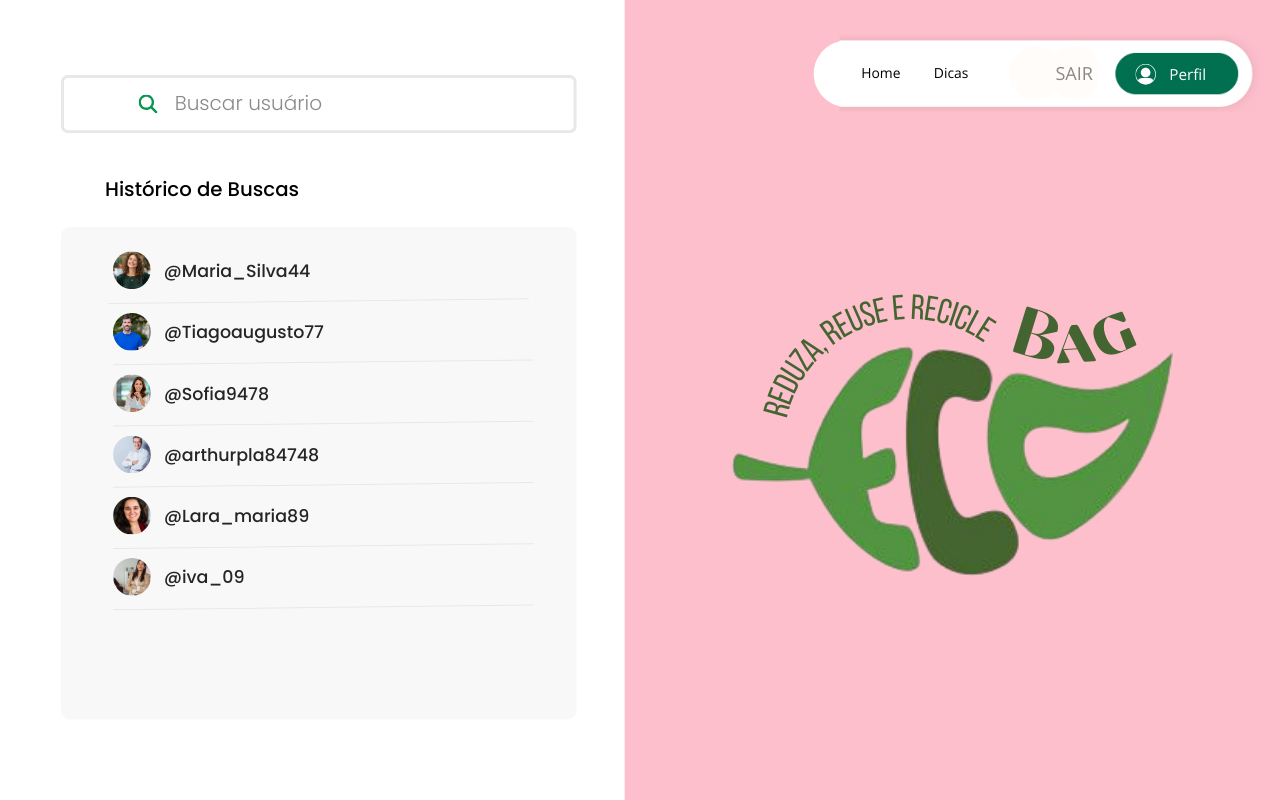 Buscar usuário
Histórico de Buscas
@Maria_Silva44
@Tiagoaugusto77
@Sofia9478
@arthurpla84748
@Lara_maria89
@iva_09
Home
Dicas
SAIR
Perfil
REDUZA, REUSE E RECICLE
BAG
ECO